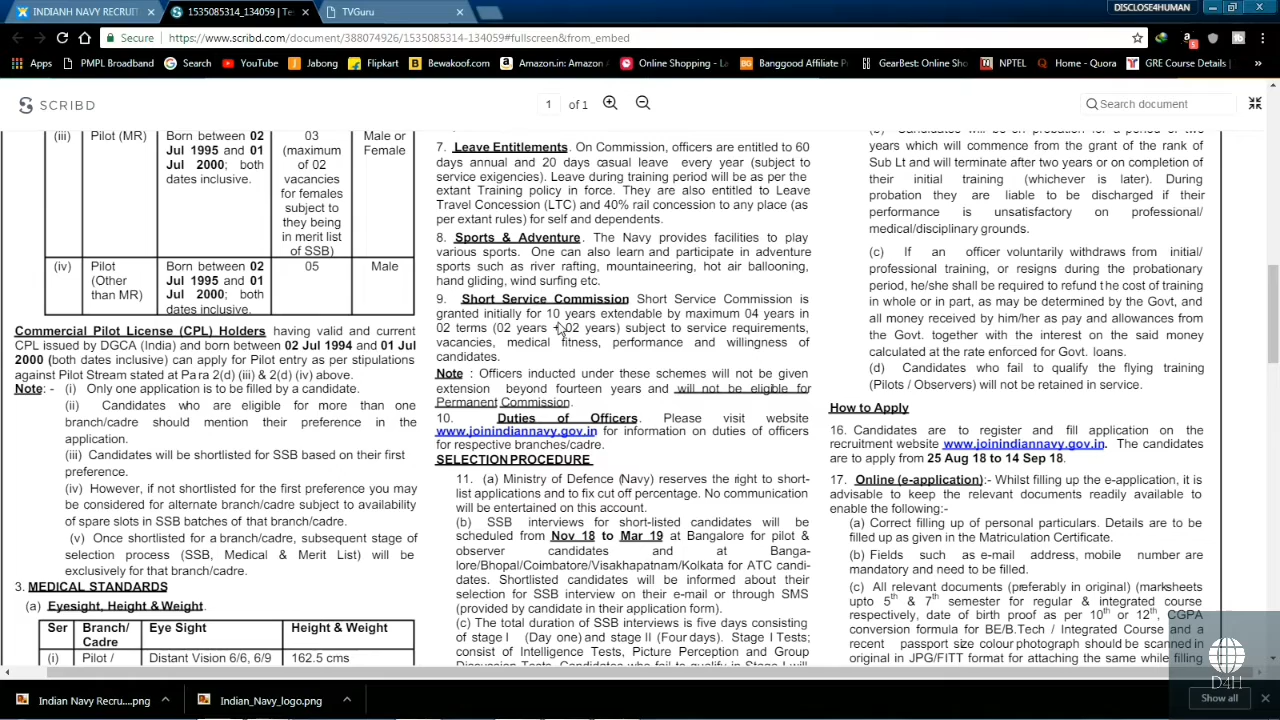 INDIANH NAVY RECRUIT
1535085314_134059 | Te
TVGuru
DISCLOSE4HUMAN
Secure
https://www.scribd.com/document/388074926/1535085314-134059#fullscreen&from_embed
Apps PMPL Broadband Search YouTube Jabong Flipkart Bewakoof.com Amazon.in: Amazon Online Shopping - La Banggood Affiliate P GearBest: Online Sho NPTEL Home - Quora GRE Course Details |
SCRIBD
1 of 1
Search document
(iii) Pilot (MR) Born between 02 Jul 1995 and 01 Jul 2000; both dates inclusive. 03 (maximum of 02 vacancies for females subject to they being in merit list of SSB) Male or Female
(iv) Pilot (Other than MR) Born between 02 Jul 1995 and 01 Jul 2000; both dates inclusive. 05 Male
Commercial Pilot License (CPL) Holders having valid and current
CPL issued by DGCA (India) and born between 02 Jul 1994 and 01 Jul
2000 (both dates inclusive) can apply for Pilot entry as per stipulations
against Pilot Stream stated at Para 2(d) (iii) & 2(d) (iv) above.
Note: - (i) Only one application is to be filled by a candidate.
(ii) Candidates who are eligible for more than one
branch/cadre should mention their preference in the
application.
(iii) Candidates will be shortlisted for SSB based on their first
preference.
(iv) However, if not shortlisted for the first preference you may
be considered for alternate branch/cadre subject to availability
of spare slots in SSB batches of that branch/cadre.
(v) Once shortlisted for a branch/cadre, subsequent stage of
selection process (SSB, Medical & Merit List) will be
exclusively for that branch/cadre.
3. MEDICAL STANDARDS
(a) Eyesight, Height & Weight.
Ser Branch/ Cadre Eye Sight Height & Weight
(i) Pilot / Distant Vision 6/6, 6/9 162.5 cms
7. Leave Entitlements. On Commission, officers are entitled to 60
days annual and 20 days casual leave every year (subject to
service exigencies). Leave during training period will be as per the
extant Training policy in force. They are also entitled to Leave
Travel Concession (LTC) and 40% rail concession to any place (as
per extant rules) for self and dependents.
8. Sports & Adventure. The Navy provides facilities to play
various sports. One can also learn and participate in adventure
sports such as river rafting, mountaineering, hot air ballooning,
hand gliding, wind surfing etc.
9. Short Service Commission Short Service Commission is
granted initially for 10 years extendable by maximum 04 years in
02 terms (02 years + 02 years) subject to service requirements,
vacancies, medical fitness, performance and willingness of
candidates.
Note : Officers inducted under these schemes will not be given
extension beyond fourteen years and will not be eligible for
Permanent Commission.
10. Duties of Officers. Please visit website
www.joinindiannavy.gov.in for information on duties of officers
for respective branches/cadre.
SELECTION PROCEDURE
11. (a) Ministry of Defence (Navy) reserves the right to short-
list applications and to fix cut off percentage. No communication
will be entertained on this account.
(b) SSB interviews for short-listed candidates will be
scheduled from Nov 18 to Mar 19 at Bangalore for pilot &
observer candidates and at Banga-
lore/Bhopal/Coimbatore/Visakhapatnam/Kolkata for ATC candi-
dates. Shortlisted candidates will be informed about their
selection for SSB interview on their e-mail or through SMS
(provided by candidate in their application form).
(c) The total duration of SSB interviews is five days consisting
of stage I (Day one) and stage II (Four days). Stage I Tests;
consist of Intelligence Tests, Picture Perception and Group
Discussion Tests. Candidates who fail to qualify in Stage I will
(b) Candidates will be on probation for a period of two
years which will commence from the grant of the rank of
Sub Lt and will terminate after two years or on completion of
their initial training (whichever is later). During
probation they are liable to be discharged if their
performance is unsatisfactory on professional/
medical/disciplinary grounds.
(c) If an officer voluntarily withdraws from initial/
professional training, or resigns during the probationary
period, he/she shall be required to refund the cost of training
in whole or in part, as may be determined by the Govt, and
all money received by him/her as pay and allowances from
the Govt. together with the interest on the said money
calculated at the rate enforced for Govt. loans.
(d) Candidates who fail to qualify the flying training
(Pilots / Observers) will not be retained in service.
How to Apply
16. Candidates are to register and fill application on the
recruitment website www.joinindiannavy.gov.in. The candidates
are to apply from 25 Aug 18 to 14 Sep 18.
17. Online (e-application):- Whilst filling up the e-application, it is
advisable to keep the relevant documents readily available to
enable the following:-
(a) Correct filling up of personal particulars. Details are to be
filled up as given in the Matriculation Certificate.
(b) Fields such as e-mail address, mobile number are
mandatory and need to be filled.
(c) All relevant documents (preferably in original) (marksheets
upto 5th & 7th semester for regular & integrated course
respectively, date of birth proof as per 10th or 12th, CGPA
conversion formula for BE/B.Tech / Integrated Course and a
recent passport size colour photograph should be scanned in
original in JPG/FITT format for attaching the same while filling
D4H
Indian Navy Recru....png
Indian_Navy_logo.png
Show all